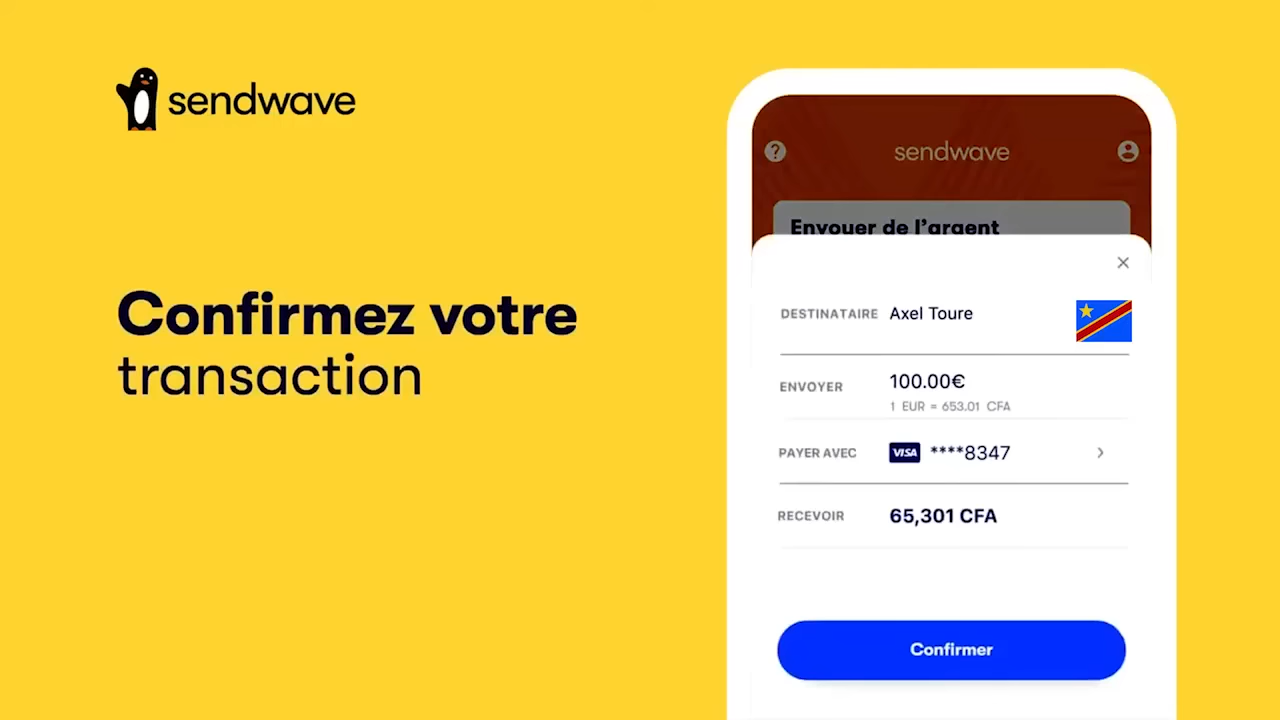 sendwave
Confirmez votre
transaction
?
sendwave
Envoyer de l'argent
DESTINATAIRE Axel Toure
ENVOYER 100.00€
1 EUR = 653.01 CFA
PAYER AVEC VISA ****8347
RECEVOIR 65,301 CFA
Confirmer